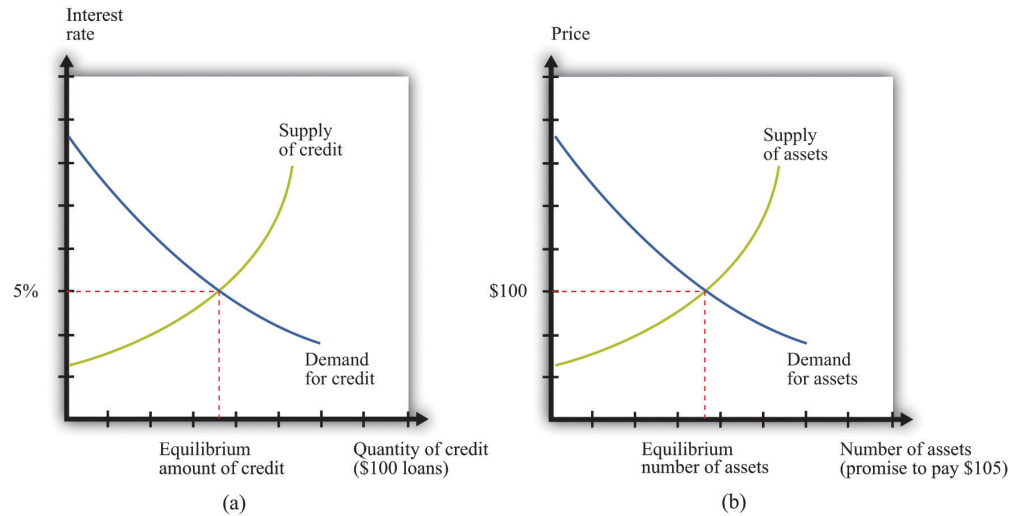 Interest
rate
Supply
of credit
5%
Demand
for credit
Equilibrium
amount of credit
Quantity of credit
($100 loans)
(a)
Price
Supply
of assets
$100
Demand
for assets
Equilibrium
number of assets
Number of assets
(promise to pay $105)
(b)